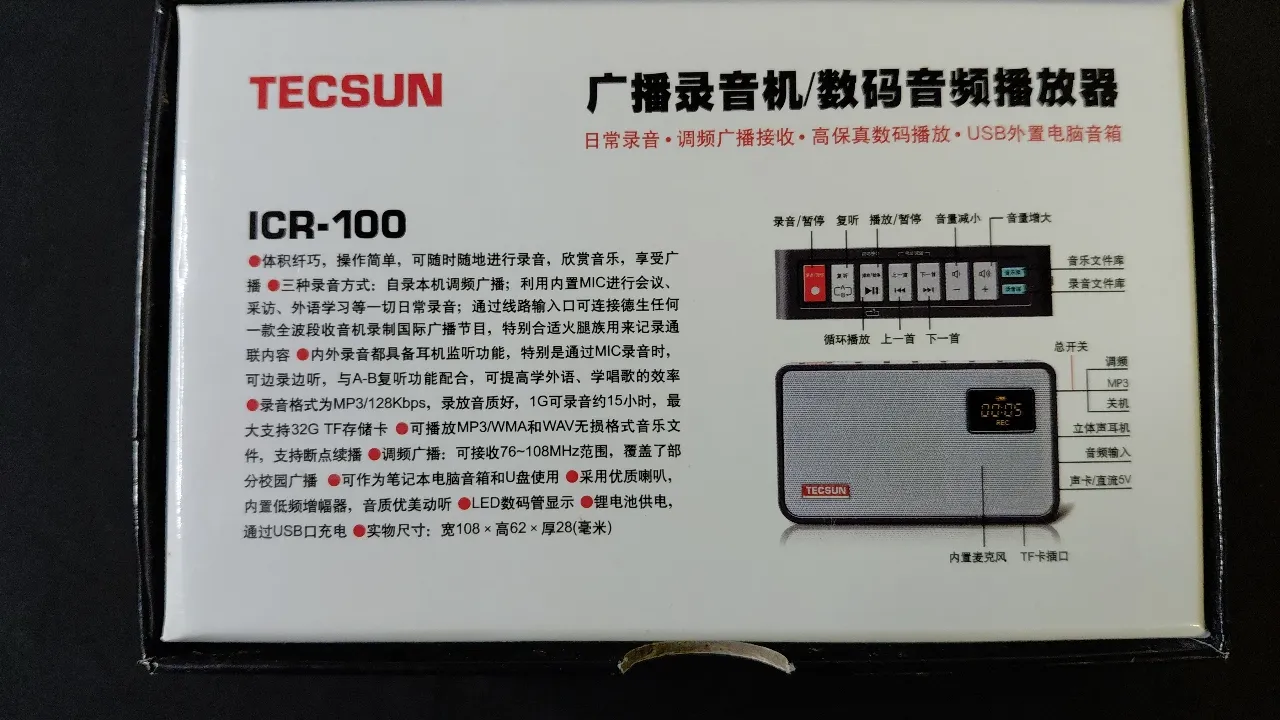 TECSUN
广播录音机/数码音频播放器
日常录音•调频广播接收•高保真数码播放•USB外置电脑音箱
ICR-100
●体积纤巧，操作简单，可随时随地进行录音，欣赏音乐，享受广
播 ●三种录音方式：自录本机调频广播；利用内置MIC进行会议、
采访、外语学习等一切日常录音；通过线路输入口可连接德生任何
一款全波段收音机录制国际广播节目，特别合适火腿族用来记录通
联内容 ●内外录音都具备耳机监听功能，特别是通过MIC录音时，
可边录边听，与A-B复听功能配合，可提高学外语、学唱歌的效率
●录音格式为MP3/128Kbps，录放音质好，1G可录音约15小时，最
大支持32G TF存储卡 ●可播放MP3/WMA和WAV无损格式音乐文
件，支持断点续播 ●调频广播：可接收76~108MHz范围，覆盖了部
分校园广播 ●可作为笔记本电脑音箱和U盘使用 ●采用优质喇叭，
内置低频增幅器，音质优美动听 ●LED数码管显示 ●锂电池供电，
通过USB口充电 ●实物尺寸：宽108×高62×厚28(毫米)
录音/暂停 复听 播放/暂停 音量减小 音量增大
音乐文件库
录音文件库
循环播放 上一首 下一首
总开关
调频
MP3
关机
立体声耳机
音频输入
声卡/直流5V
00:05
REC
TECSUN
内置麦克风 TF卡插口